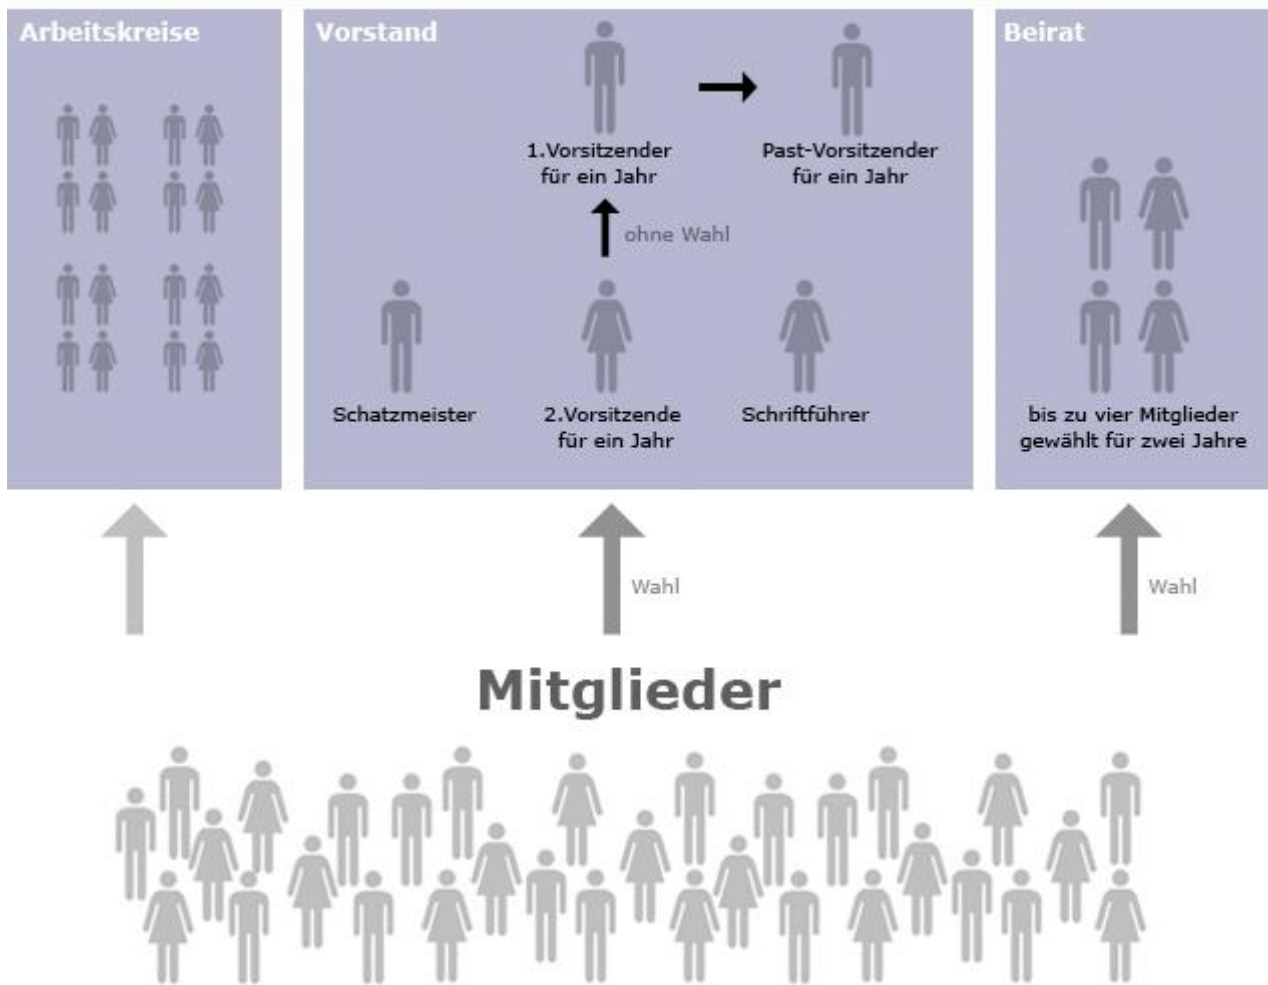 Arbeitskreise
Vorstand
Beirat
1.Vorsitzender
für ein Jahr
Past-Vorsitzender
für ein Jahr
ohne Wahl
Schatzmeister
2.Vorsitzende
für ein Jahr
Schriftführer
bis zu vier Mitglieder
gewählt für zwei Jahre
Wahl
Wahl
Mitglieder